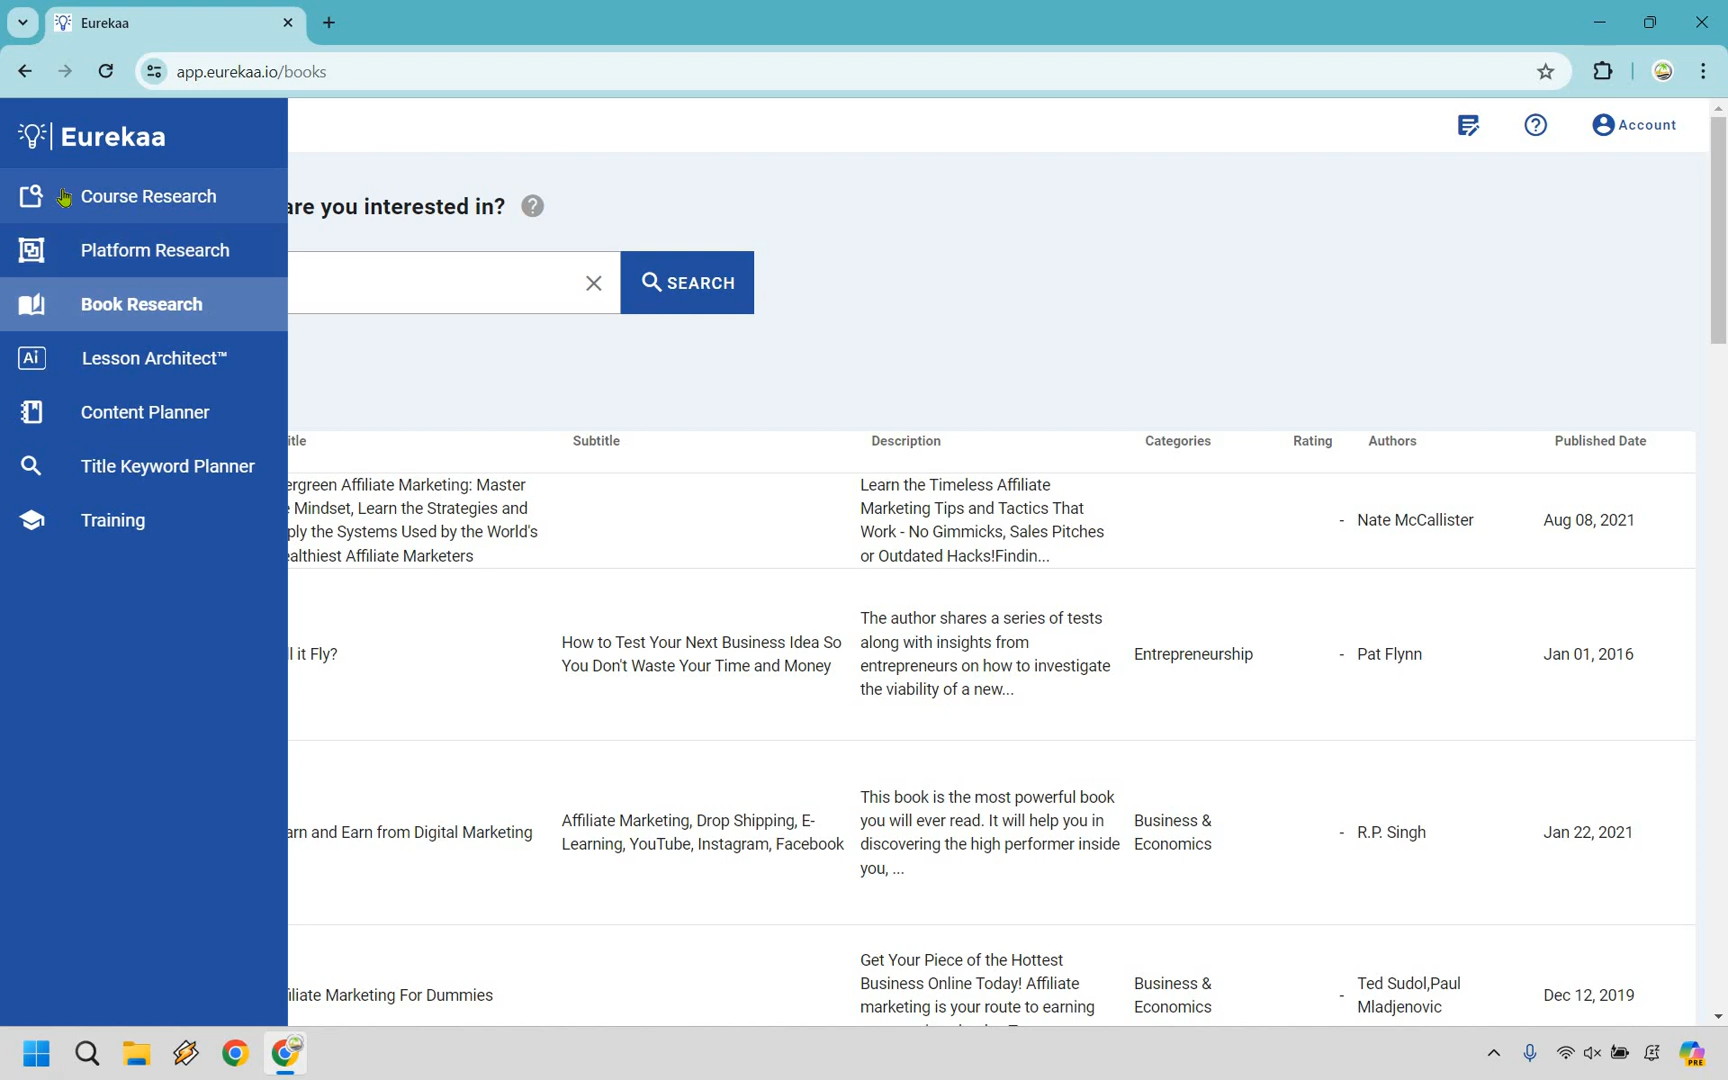 Eurekaa
app.eurekaa.io/books
Eurekaa
Account
Course Research
Platform Research
Book Research
Ai Lesson Architect™
Content Planner
Title Keyword Planner
Training
are you interested in? ?
SEARCH
itle Subtitle Description Categories Rating Authors Published Date
ergreen Affiliate Marketing: Master
e Mindset, Learn the Strategies and
ply the Systems Used by the World's
ealthiest Affiliate Marketers
Learn the Timeless Affiliate
Marketing Tips and Tactics That
Work - No Gimmicks, Sales Pitches
or Outdated Hacks!Findin...
- Nate McCallister
Aug 08, 2021
ll it Fly?
How to Test Your Next Business Idea So
You Don't Waste Your Time and Money
The author shares a series of tests
along with insights from
entrepreneurs on how to investigate
the viability of a new...
Entrepreneurship
- Pat Flynn
Jan 01, 2016
arn and Earn from Digital Marketing
Affiliate Marketing, Drop Shipping, E-
Learning, YouTube, Instagram, Facebook
This book is the most powerful book
you will ever read. It will help you in
discovering the high performer inside
you, ...
Business &
Economics
- R.P. Singh
Jan 22, 2021
filiate Marketing For Dummies
Get Your Piece of the Hottest
Business Online Today! Affiliate
marketing is your route to earning
Business &
Economics
- Ted Sudol,Paul
Mladjenovic
Dec 12, 2019
PRE